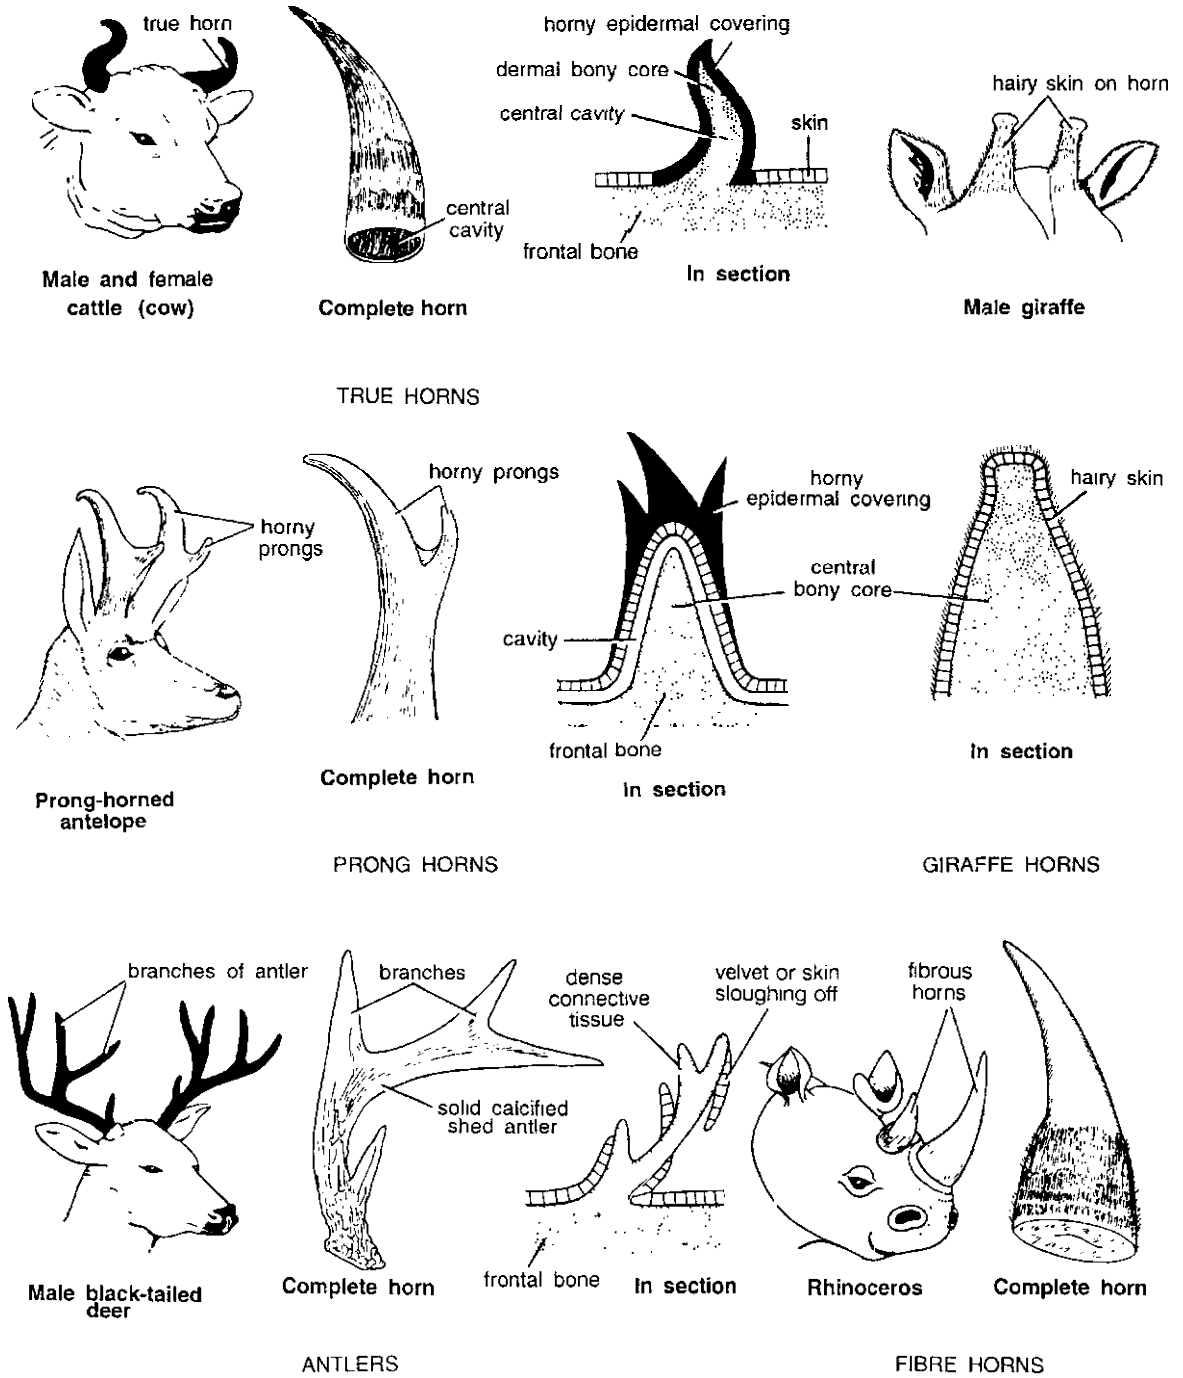 true horn
central
cavity
horny epidermal covering
dermal bony core
central cavity
skin
frontal bone
hairy skin on horn
Male and female
cattle (cow)
Complete horn
In section
Male giraffe
TRUE HORNS
horny
prongs
horny prongs
horny
epidermal covering
central
bony core
cavity
frontal bone
hairy skin
Prong-horned
antelope
Complete horn
In section
In section
PRONG HORNS
GIRAFFE HORNS
branches of antler
branches
solid calcified
shed antler
dense
connective
tissue
velvet or skin
sloughing off
frontal bone
fibrous
horns
Male black-tailed
deer
Complete horn
In section
Rhinoceros
Complete horn
ANTLERS
FIBRE HORNS